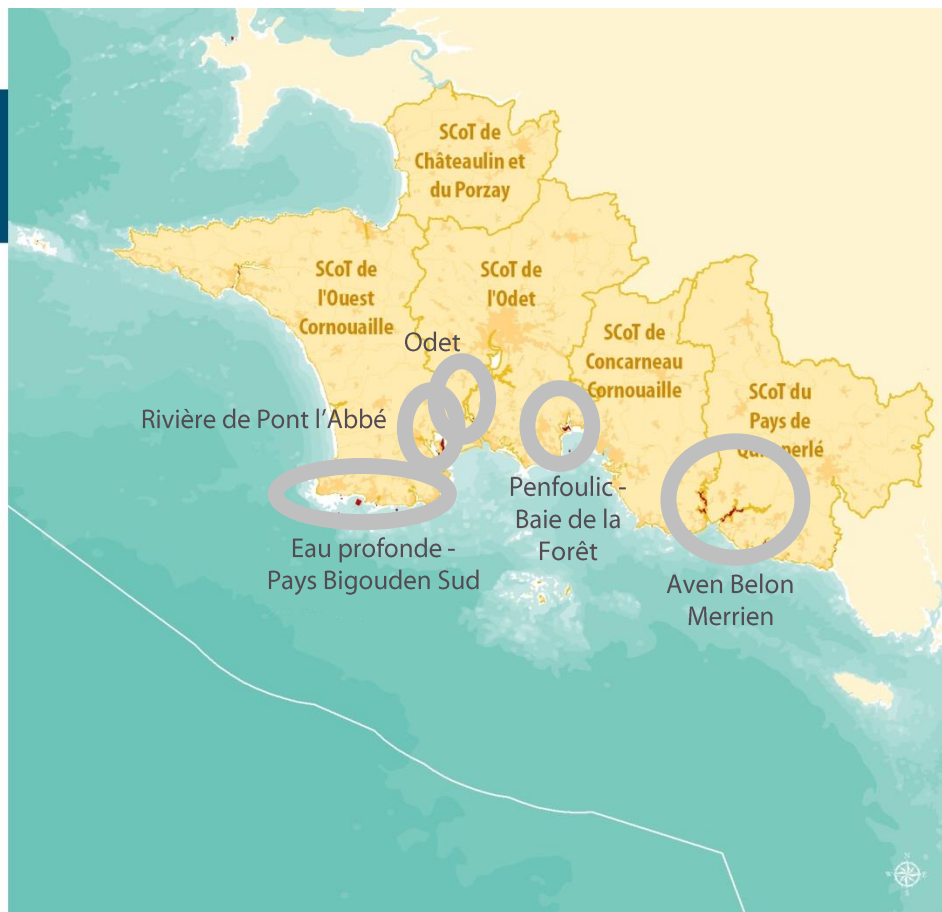 SCoT de
Châteaulin et
du Porzay
SCoT de
l'Ouest
Cornouaille
SCoT de
l'Odet
SCoT de
Concarneau
Cornouaille
SCoT du
Pays de
Quimperlé
Odet
Rivière de Pont l'Abbé
Eau profonde -
Pays Bigouden Sud
Penfoulic -
Baie de la
Forêt
Aven Belon
Merrien
N
W E
S